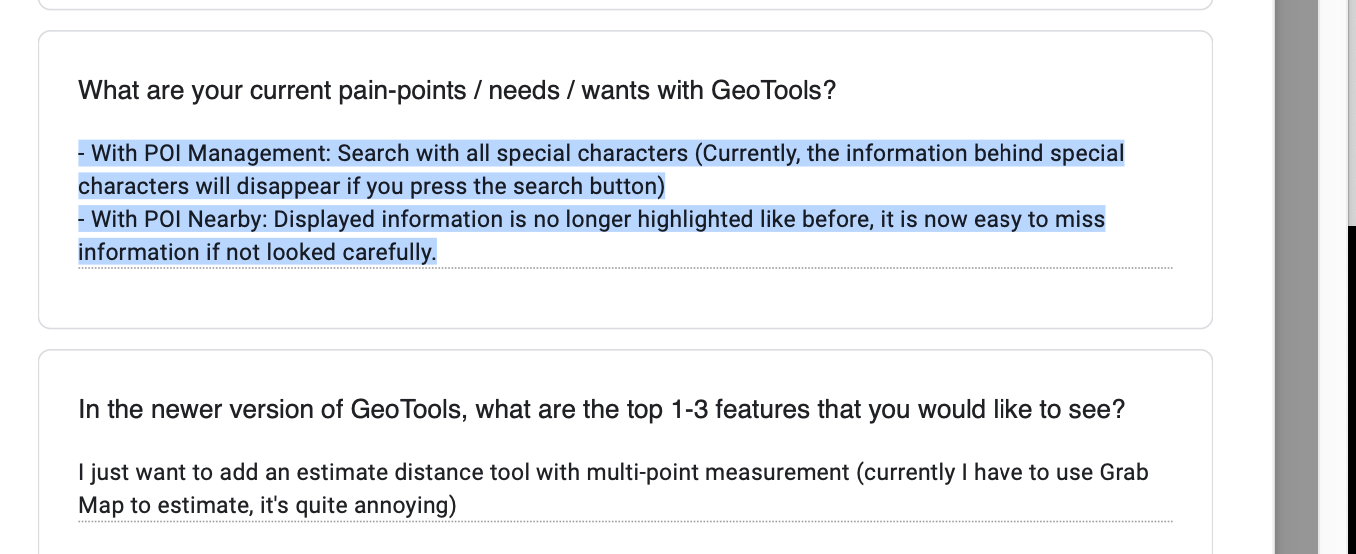 What are your current pain-points / needs / wants with GeoTools?
- With POI Management: Search with all special characters (Currently, the information behind special
characters will disappear if you press the search button)
- With POI Nearby: Displayed information is no longer highlighted like before, it is now easy to miss
information if not looked carefully.
In the newer version of GeoTools, what are the top 1-3 features that you would like to see?
I just want to add an estimate distance tool with multi-point measurement (currently I have to use Grab
Map to estimate, it's quite annoying)